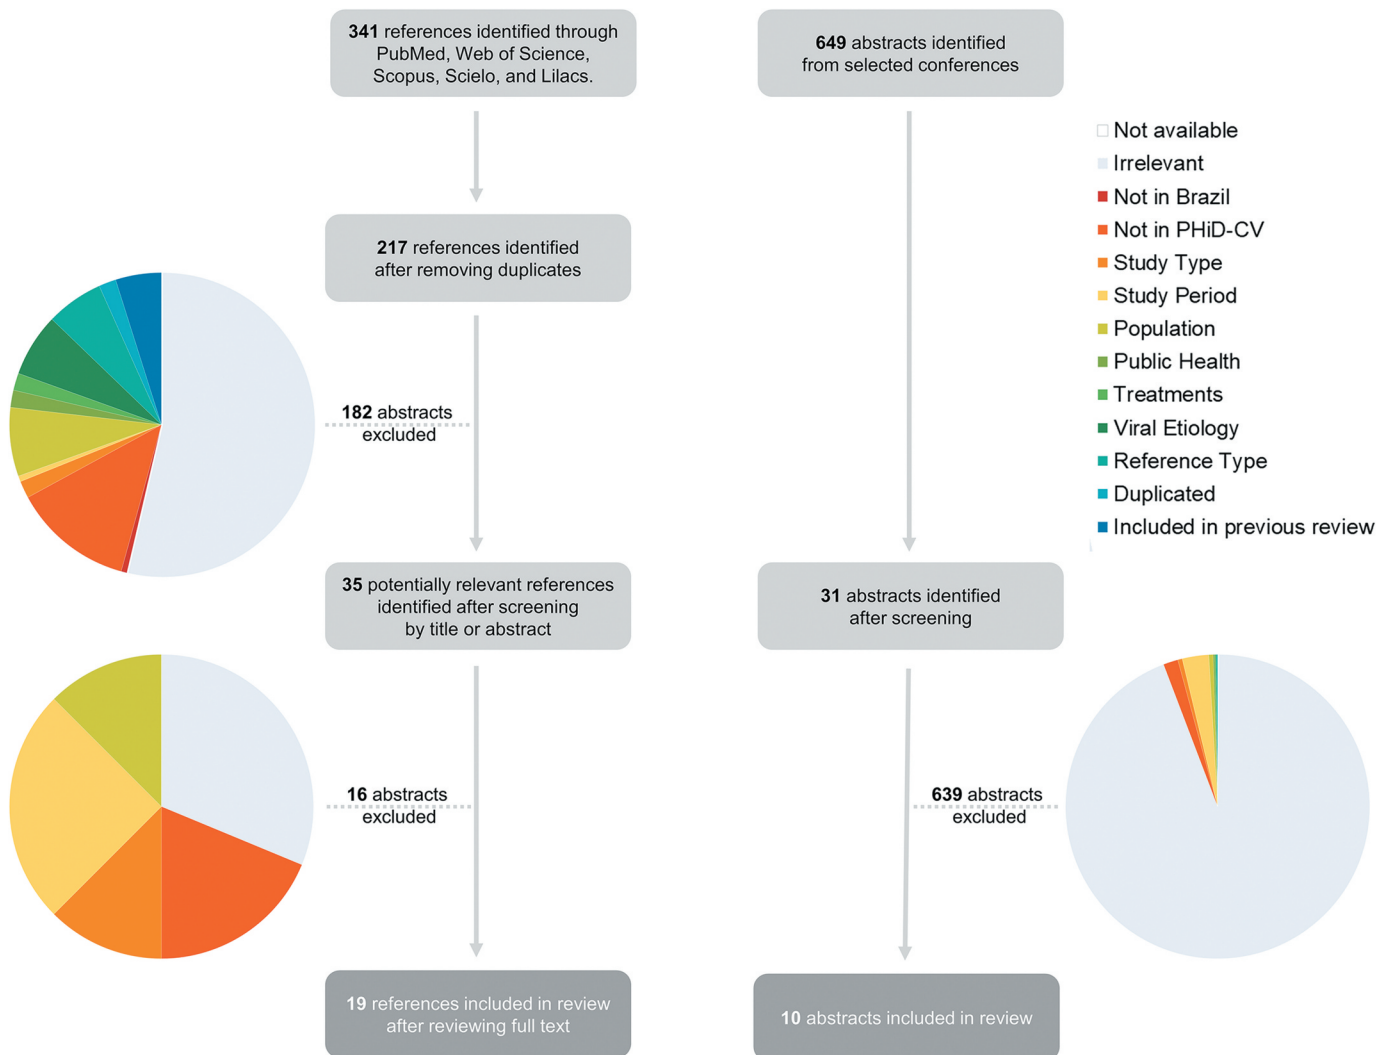 341 references identified through
PubMed, Web of Science,
Scopus, Scielo, and Lilacs.
649 abstracts identified
from selected conferences
Not available
Irrelevant
Not in Brazil
Not in PHiD-CV
Study Type
Study Period
Population
Public Health
Treatments
Viral Etiology
Reference Type
Duplicated
Included in previous review
217 references identified
after removing duplicates
182 abstracts
excluded
35 potentially relevant references
identified after screening
by title or abstract
31 abstracts identified
after screening
16 abstracts
excluded
639 abstracts
excluded
19 references included in review
after reviewing full text
10 abstracts included in review